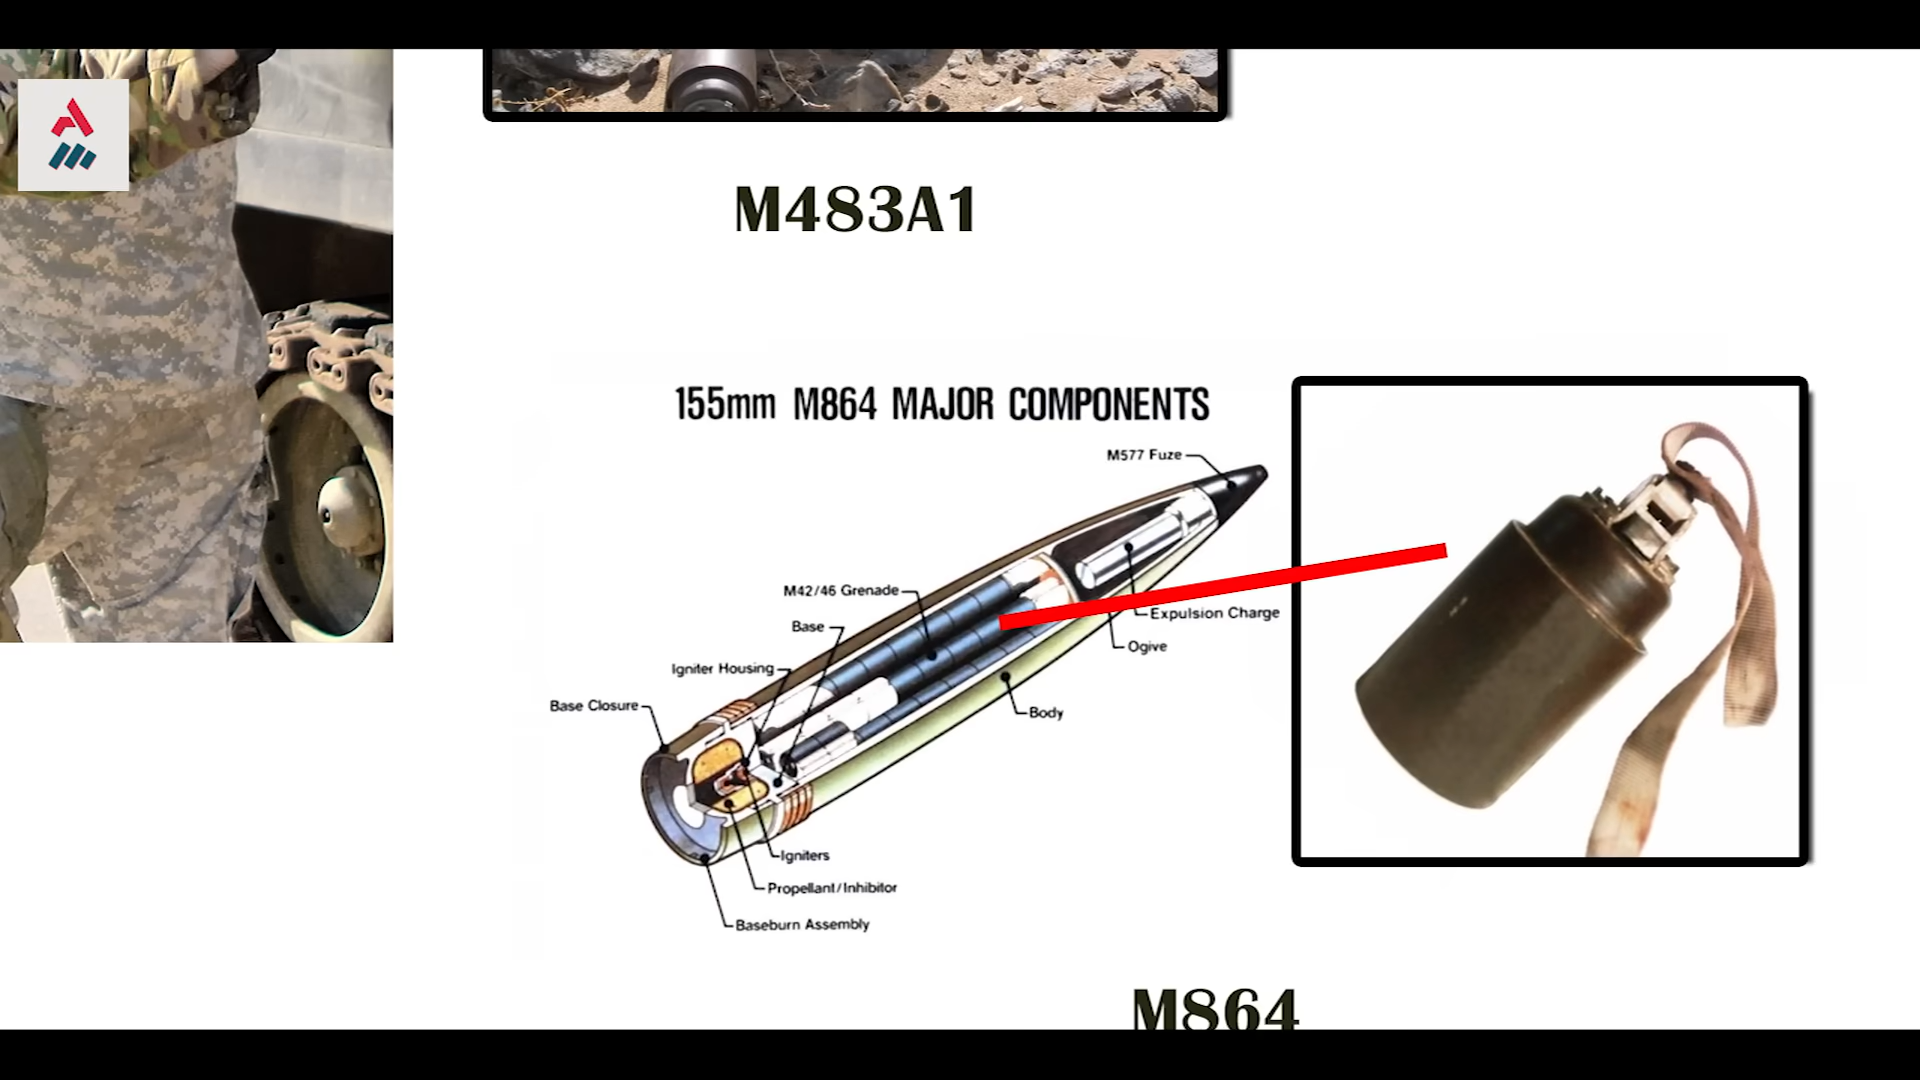 M483A1
155mm M864 MAJOR COMPONENTS
M577 Fuze
M42/46 Grenade
Base
Expulsion Charge
Ogive
Igniter Housing
Base Closure
Body
Igniters
Propellant/Inhibitor
Baseburn Assembly
M864